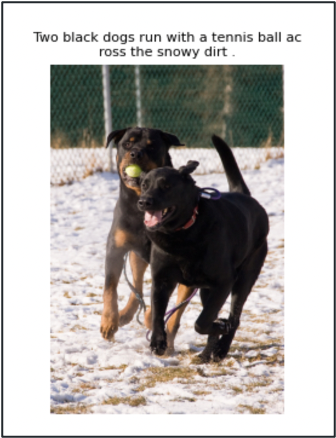 Two black dogs run with a tennis ball ac
ross the snowy dirt .